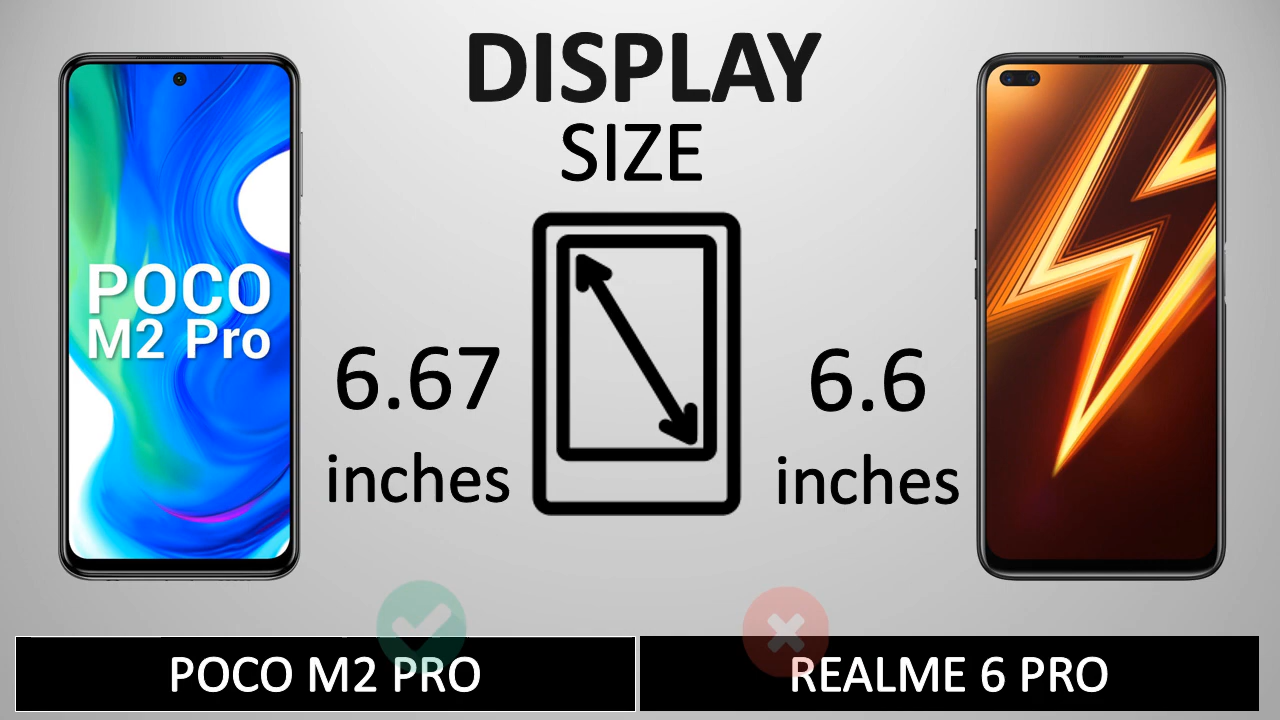 DISPLAY
SIZE
POCO
M2 Pro
6.67
inches
6.6
inches
POCO M2 PRO
REALME 6 PRO